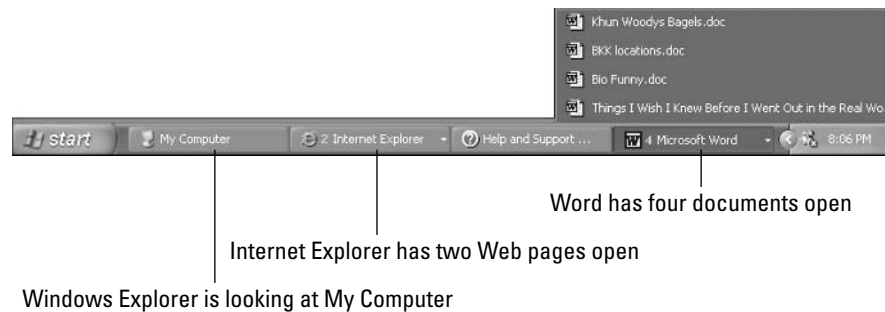 Khun Woodys Bagels.doc
BKK locations.doc
Bio Funny.doc
Things I Wish I Knew Before I Went Out in the Real Wo
start My Computer 2 Internet Explorer Help and Support ... 4 Microsoft Word 8:06 PM
Word has four documents open
Internet Explorer has two Web pages open
Windows Explorer is looking at My Computer